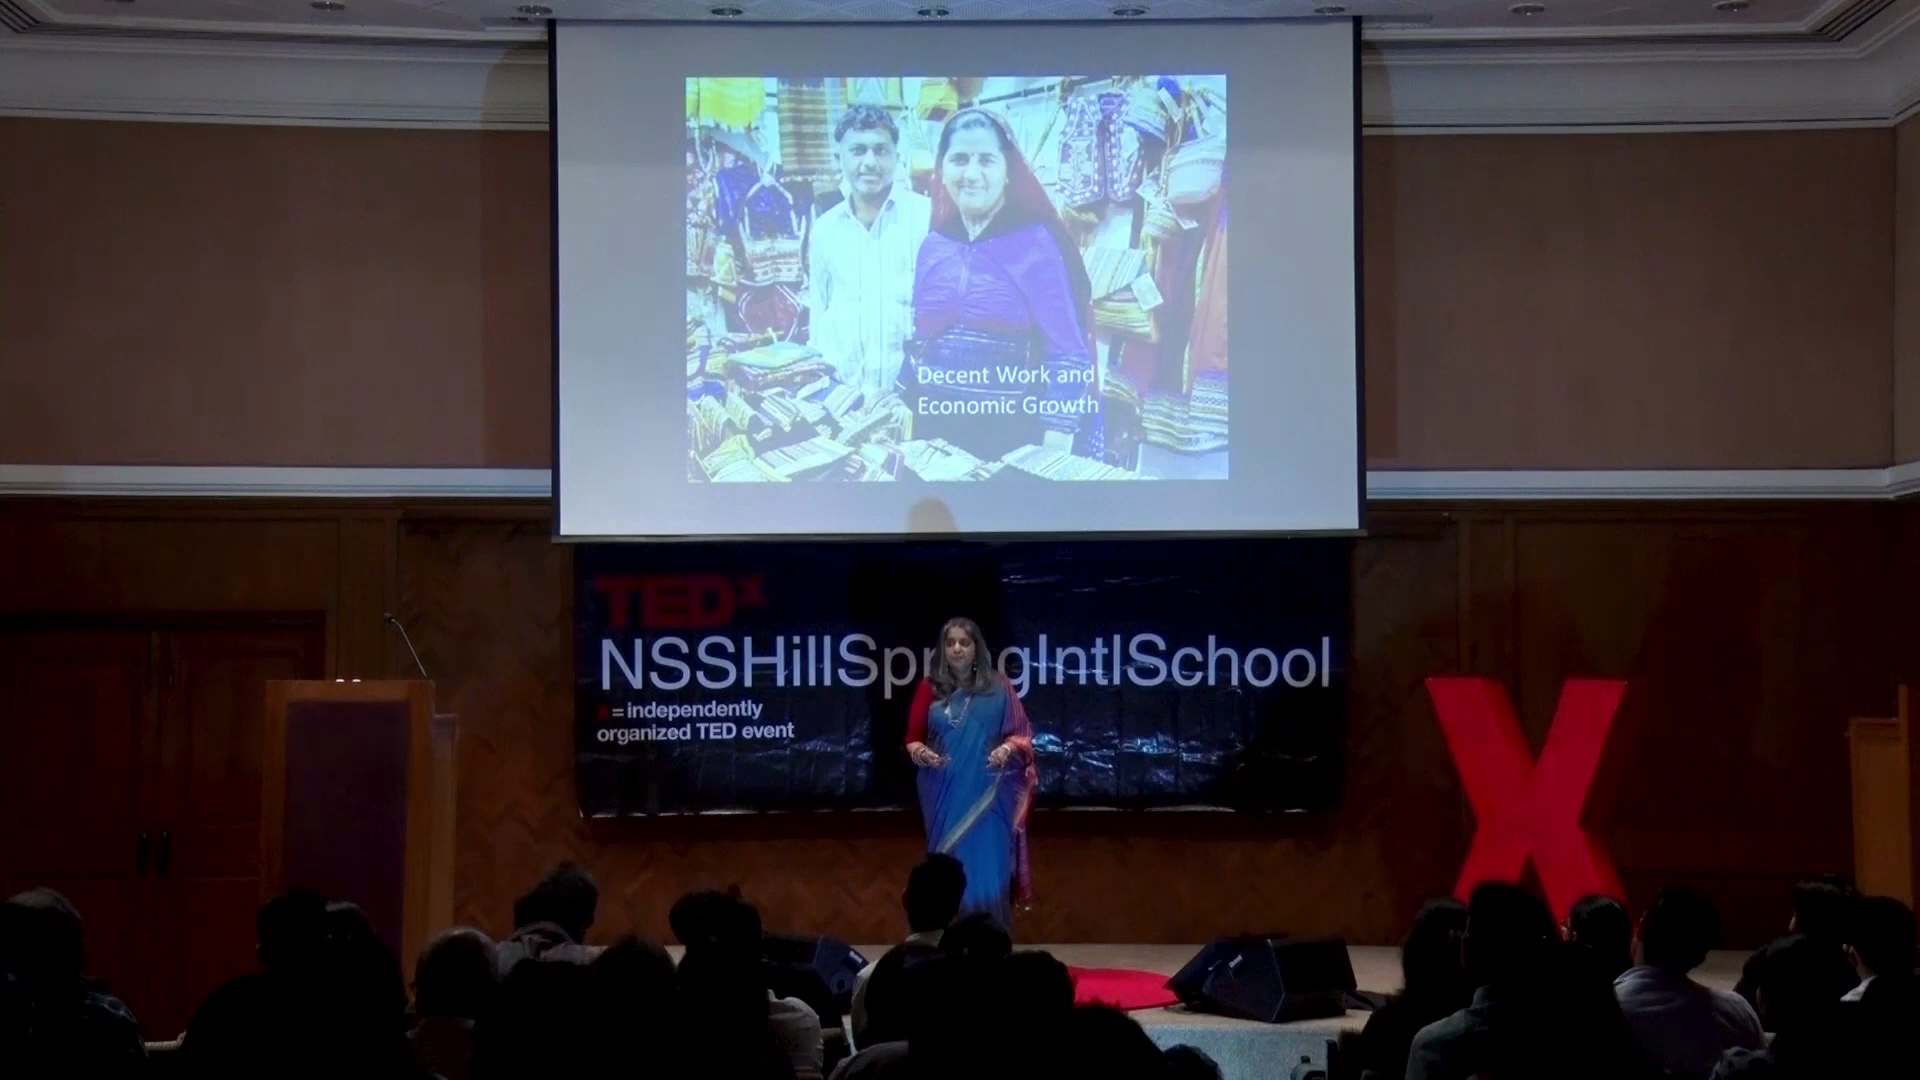 Decent Work and
Economic Growth
TEDx
NSSHillSpringIntlSchool
x = independently
organized TED event
X